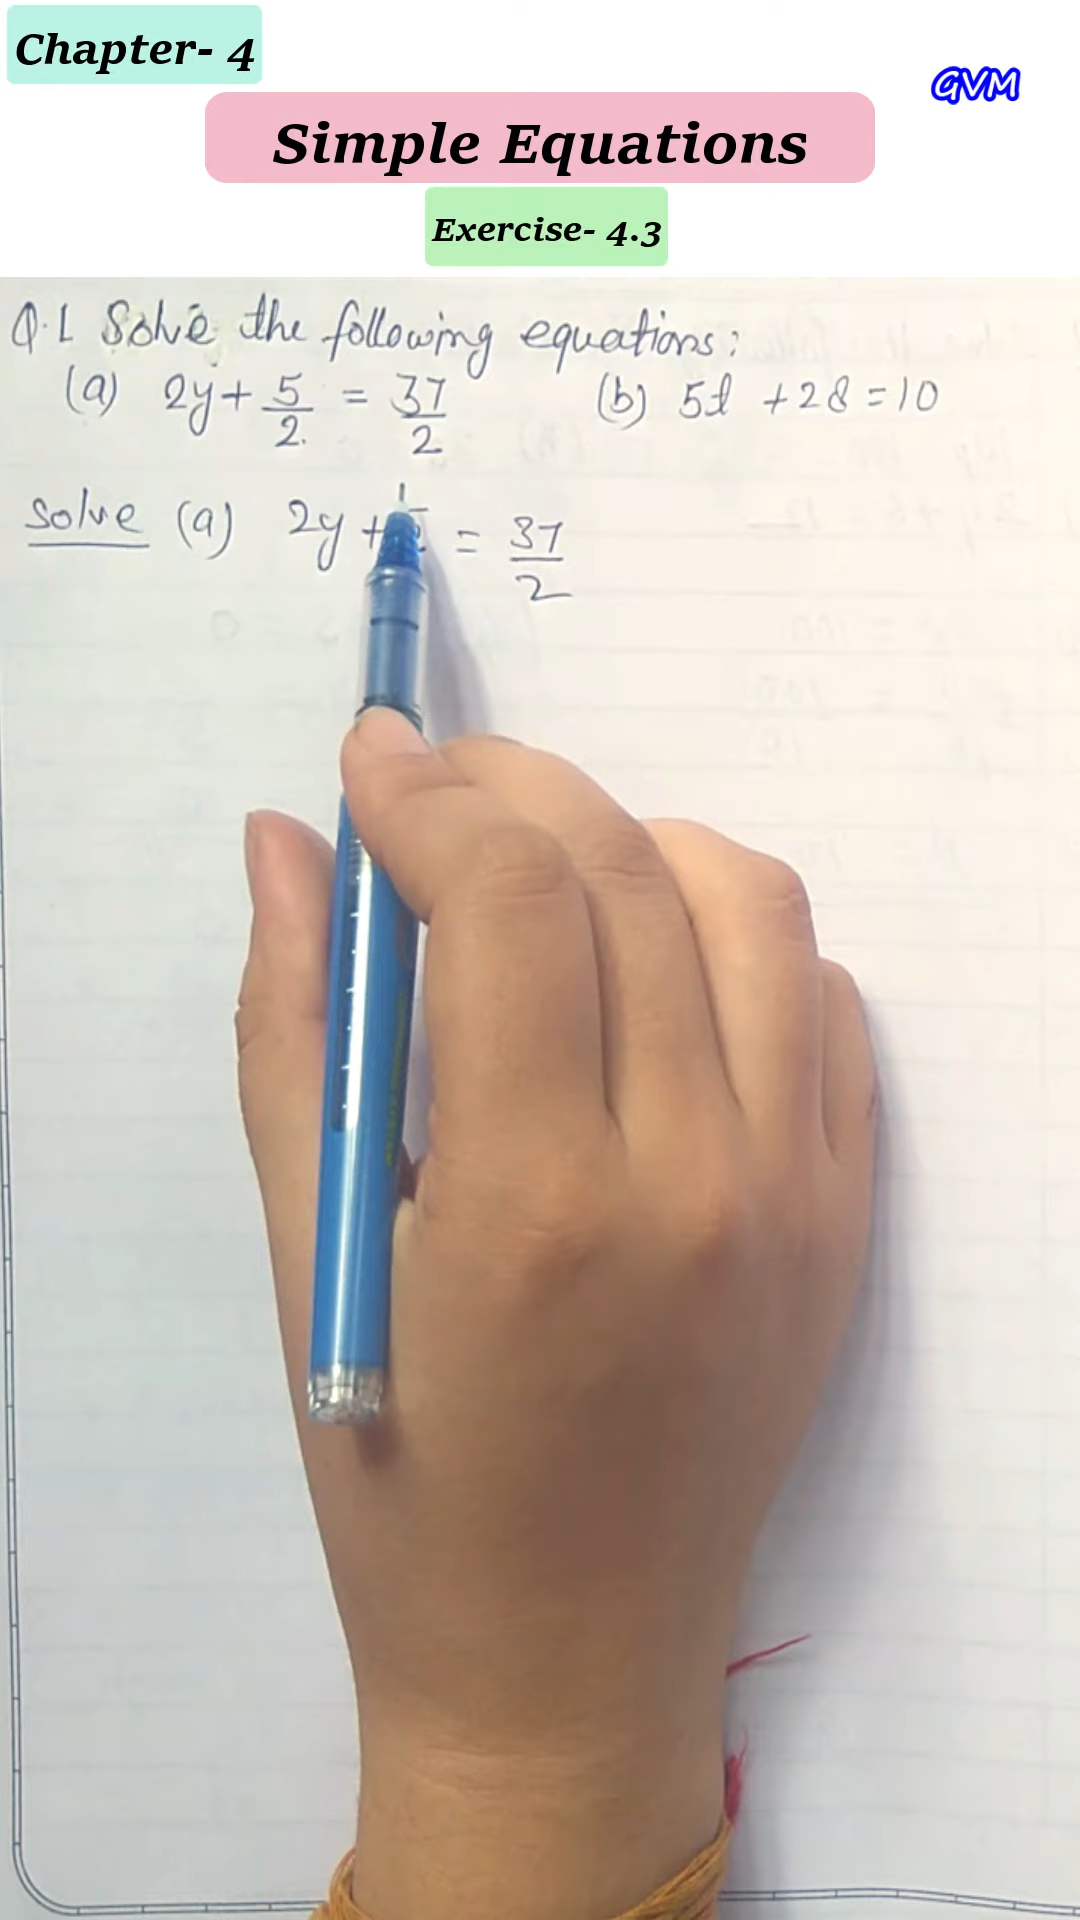 Chapter- 4
GVM
Simple Equations
Exercise- 4.3
Q.1 Solve the following equations:
(a) 2y + 5/2 = 37/2 (b) 5t + 28 = 10
Solve (a) 2y + = 37/2